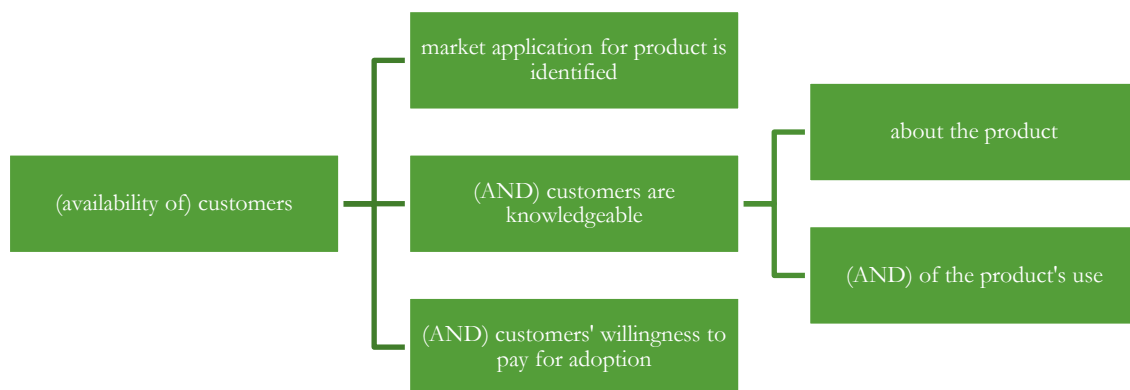 (availability of) customers
market application for product is
identified
(AND) customers are
knowledgeable
about the product
(AND) of the product's use
(AND) customers' willingness to
pay for adoption